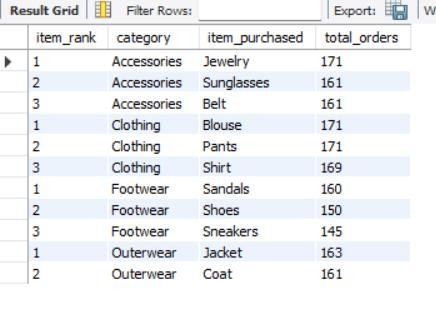 Result Grid Filter Rows: Export: W
item_rank category item_purchased total_orders
1 Accessories Jewelry 171
2 Accessories Sunglasses 161
3 Accessories Belt 161
1 Clothing Blouse 171
2 Clothing Pants 171
3 Clothing Shirt 169
1 Footwear Sandals 160
2 Footwear Shoes 150
3 Footwear Sneakers 145
1 Outerwear Jacket 163
2 Outerwear Coat 161